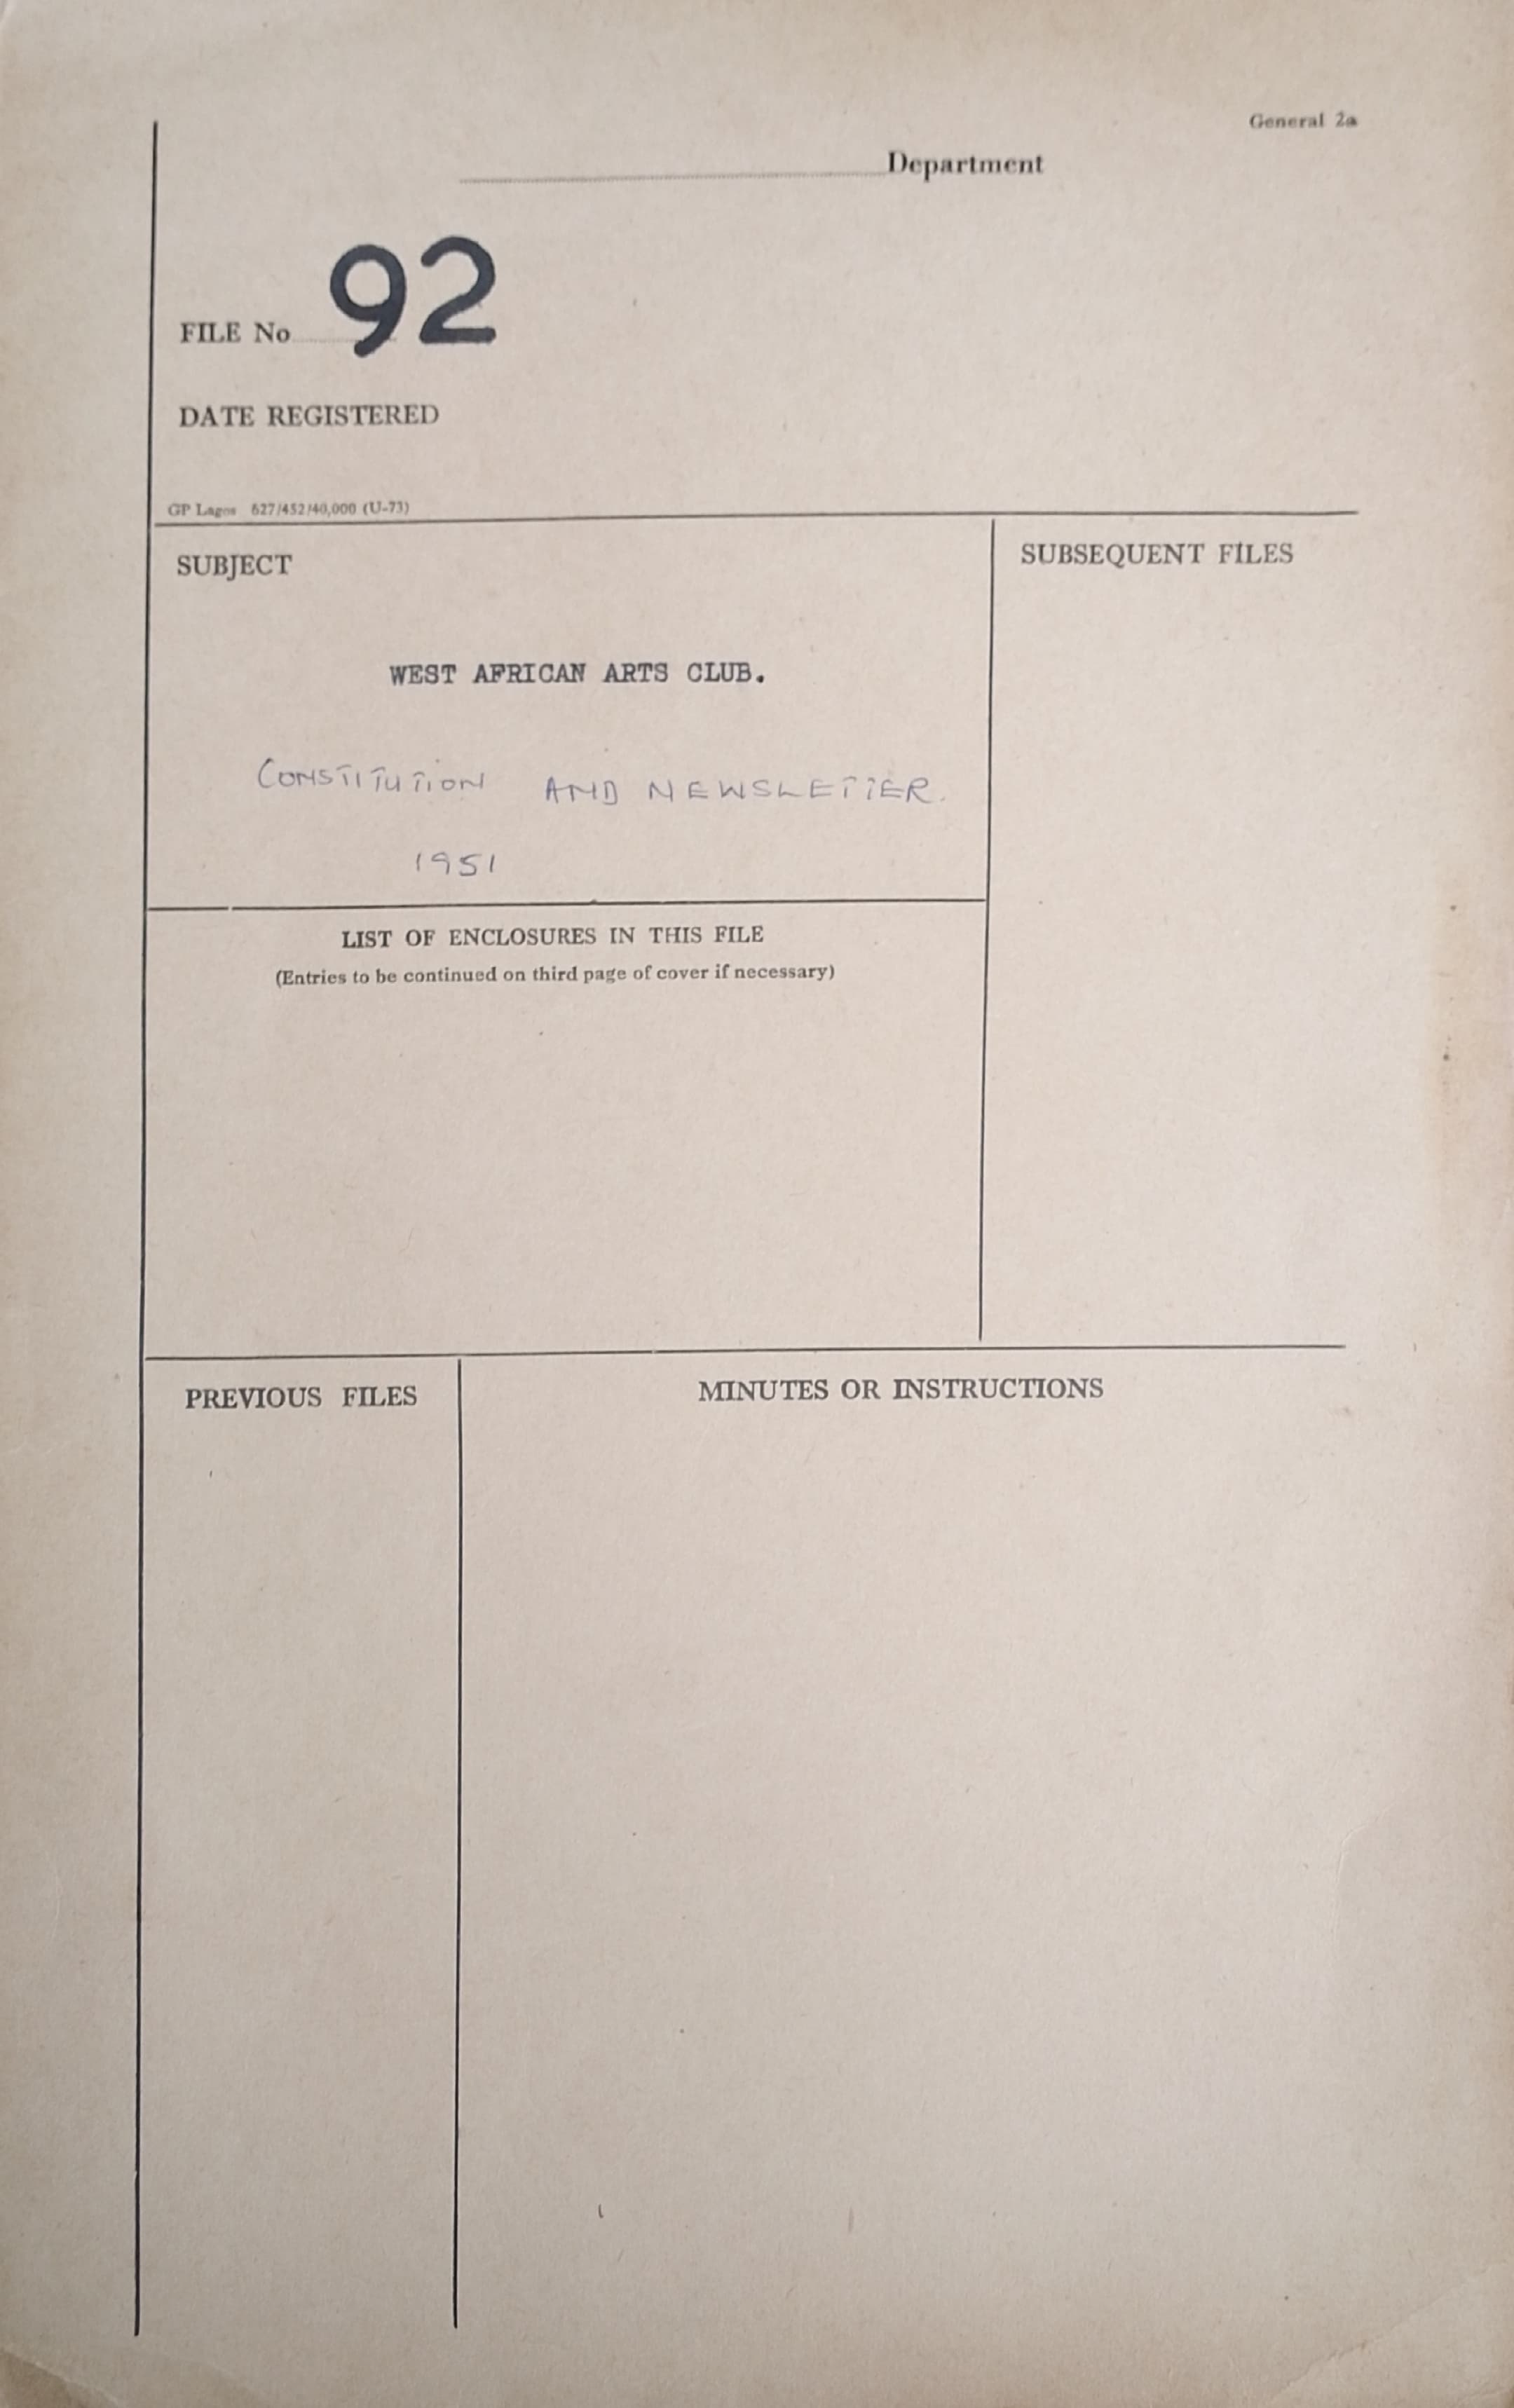 General 2a
Department
FILE No 92
DATE REGISTERED
GP Lagos 627/452/40,000 (U-73)
SUBJECT
SUBSEQUENT FILES
WEST AFRICAN ARTS CLUB.
CONSTITUTION AND NEWSLETTER.
1951
LIST OF ENCLOSURES IN THIS FILE
(Entries to be continued on third page of cover if necessary)
PREVIOUS FILES
MINUTES OR INSTRUCTIONS